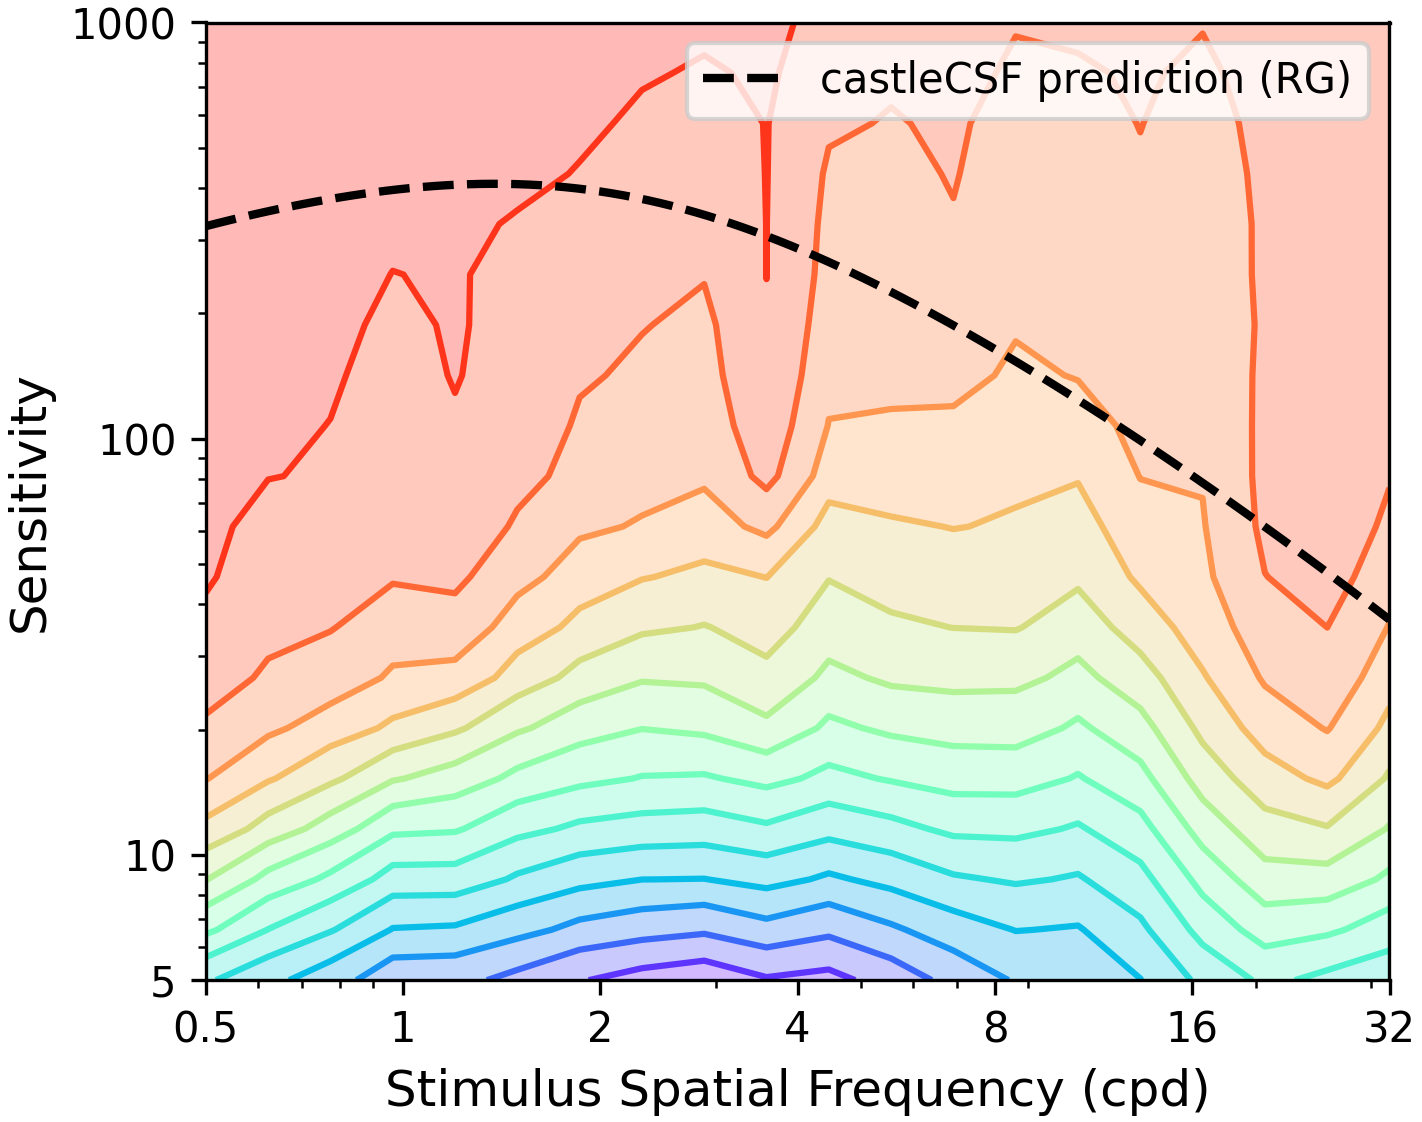 1000
100
10
5
Sensitivity
castleCSF prediction (RG)
0.5 1 2 4 8 16 32
Stimulus Spatial Frequency (cpd)